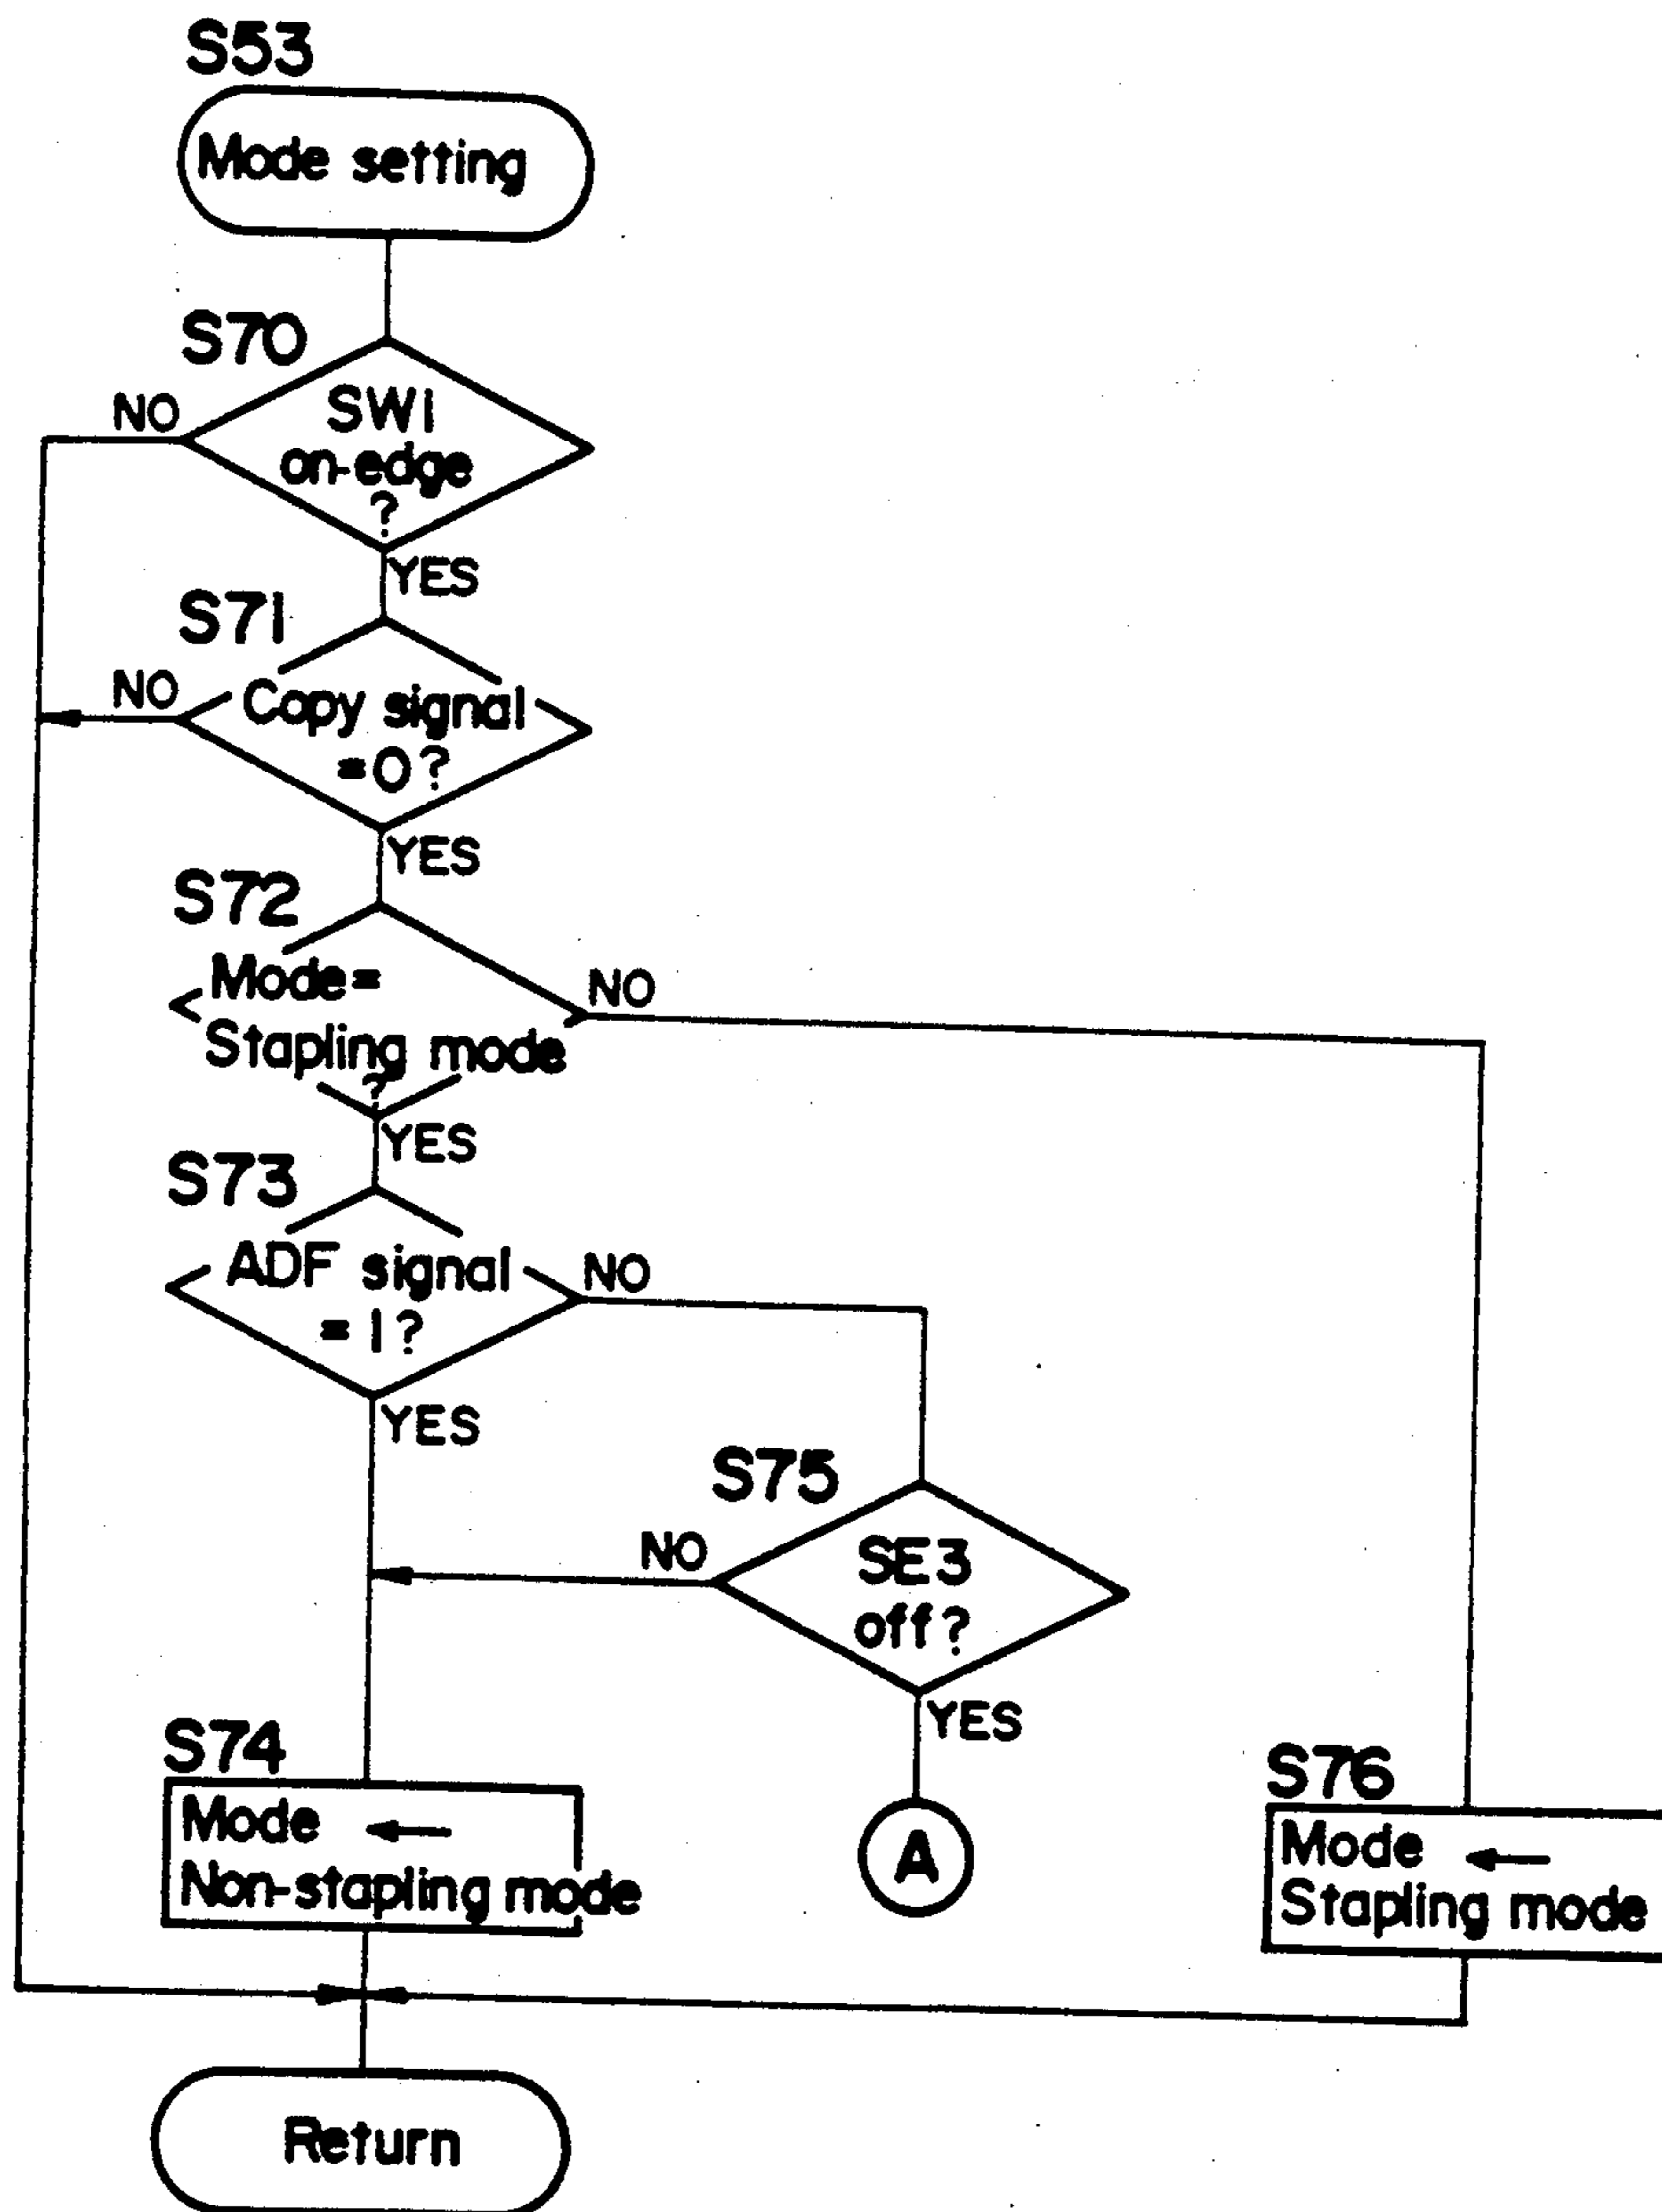 S53
Mode setting
S70
NO
SW1
on-edge
?
YES
S71
NO
Copy signal
=0?
YES
S72
Mode=
Stapling mode
?
NO
YES
S73
ADF signal
=1?
NO
YES
S75
NO
SE3
off?
YES
A
S74
Mode ←
Non-stapling mode
S76
Mode ←
Stapling mode
Return